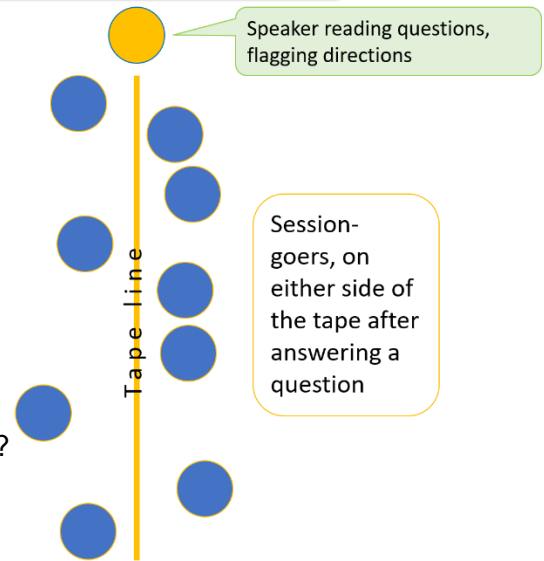 Speaker reading questions,
flagging directions
Session-
goers, on
either side of
the tape after
answering a
question
Tape line
?